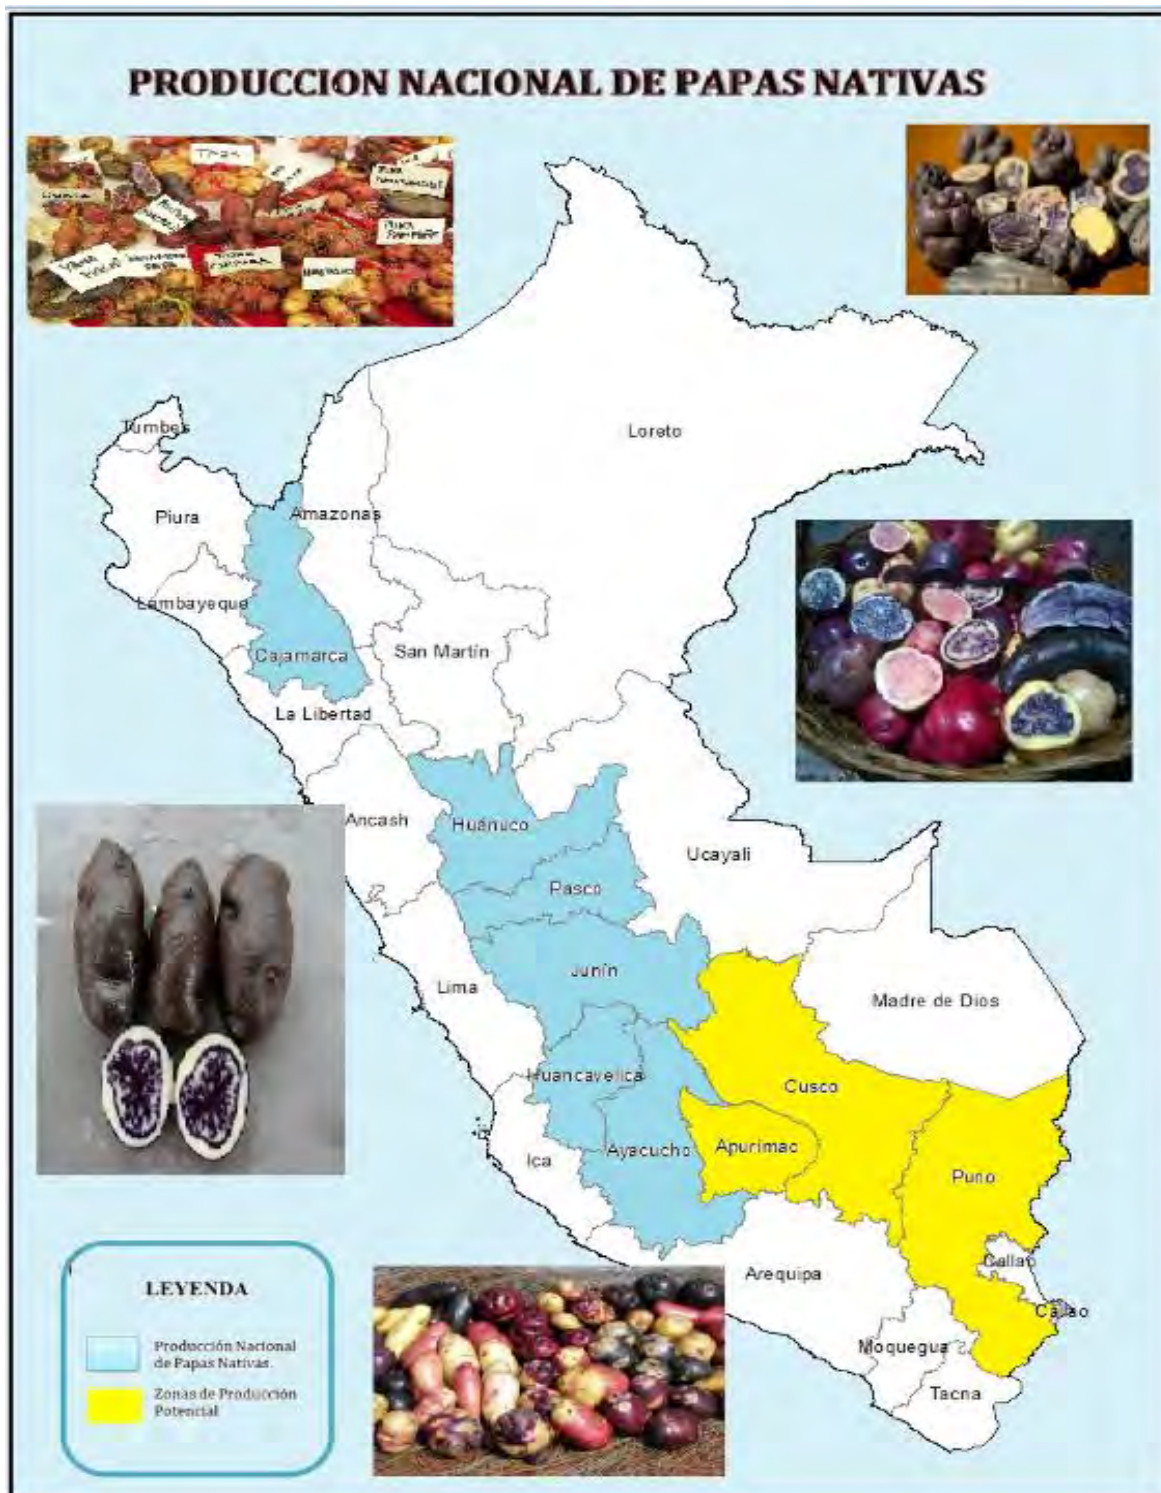 PRODUCCION NACIONAL DE PAPAS NATIVAS
Tumbes
Loreto
Piura
Amazonas
Lambayeque
Cajamarca
San Martín
La Libertad
Ancash
Huánuco
Ucayali
Pasco
Junín
Lima
Madre de Dios
Huancavelica
Cusco
Ica
Ayacucho
Apurimac
Puno
Callao
Arequipa
Callao
Moquegua
Tacna
LEYENDA
Producción Nacional
de Papas Nativas.
Zonas de Producción
Potencial